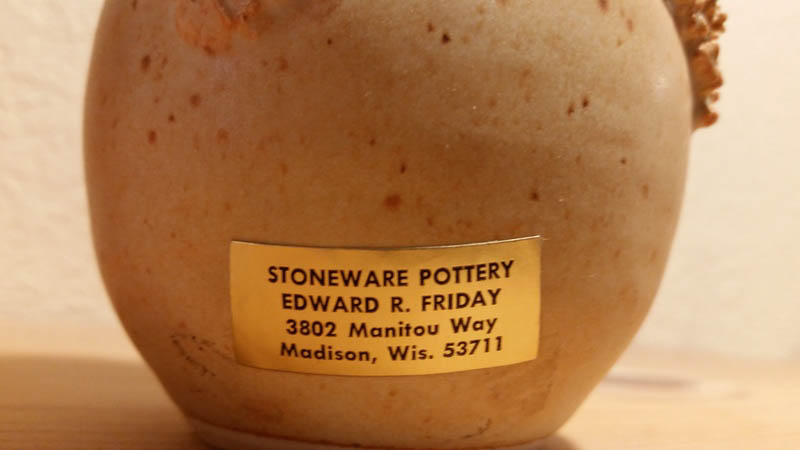 STONEWARE POTTERY
EDWARD R. FRIDAY
3802 Manitou Way
Madison, Wis. 53711